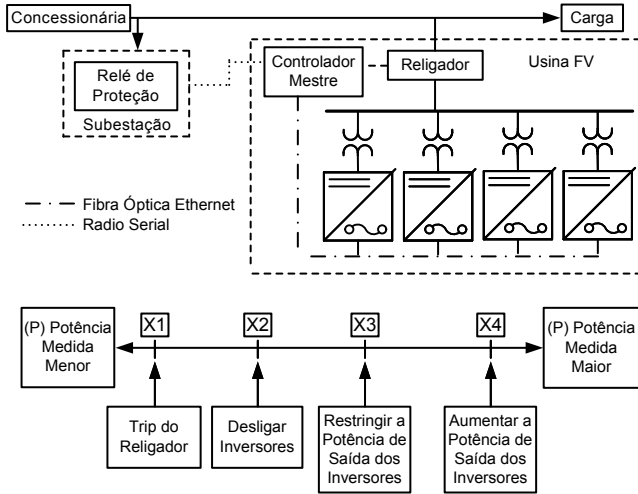 Concessionária
Carga
Relé de
Proteção
Subestação
Controlador
Mestre
Religador
Usina FV
Fibra Óptica Ethernet
Radio Serial
(P) Potência
Medida
Menor
X1
X2
X3
X4
(P) Potência
Medida
Maior
Trip do
Religador
Desligar
Inversores
Restringir a
Potência de
Saída dos
Inversores
Aumentar a
Potência de
Saída dos
Inversores